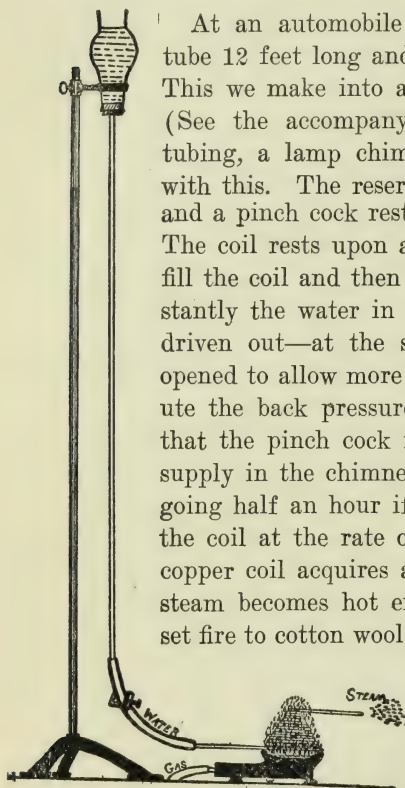 At an automobile
tube 12 feet long and
This we make into a
(See the accompany
tubing, a lamp chim
with this. The reser
and a pinch cock rest
The coil rests upon a
fill the coil and then
stantly the water in
driven out—at the s
opened to allow more
ute the back pressure
that the pinch cock
supply in the chimne
going half an hour if
the coil at the rate
copper coil acquires a
steam becomes hot e
set fire to cotton wool
STEAM
WATER
GAS